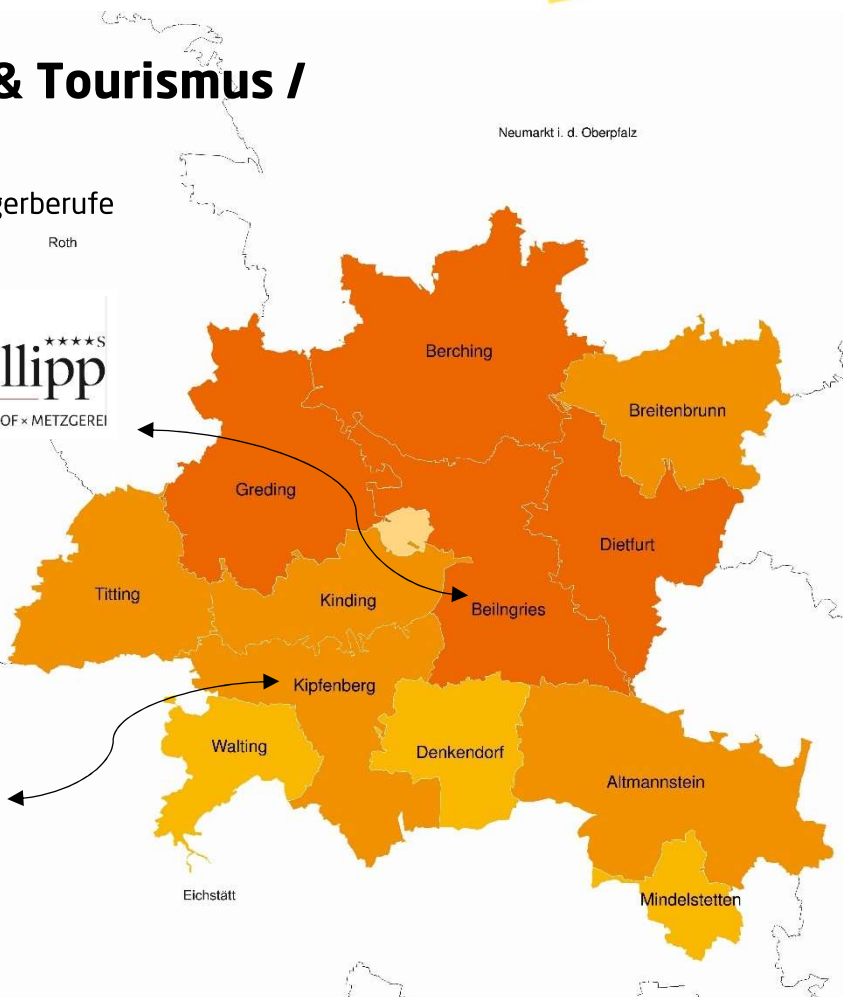 & Tourismus /
Neumarkt i. d. Oberpfalz
gerberufe
Roth
★★★★S
llipp
OF × METZGEREI
Berching
Breitenbrunn
Greding
Dietfurt
Titting
Kinding
Beilngries
Kipfenberg
Walting
Denkendorf
Altmannstein
Eichstätt
Mindelstetten